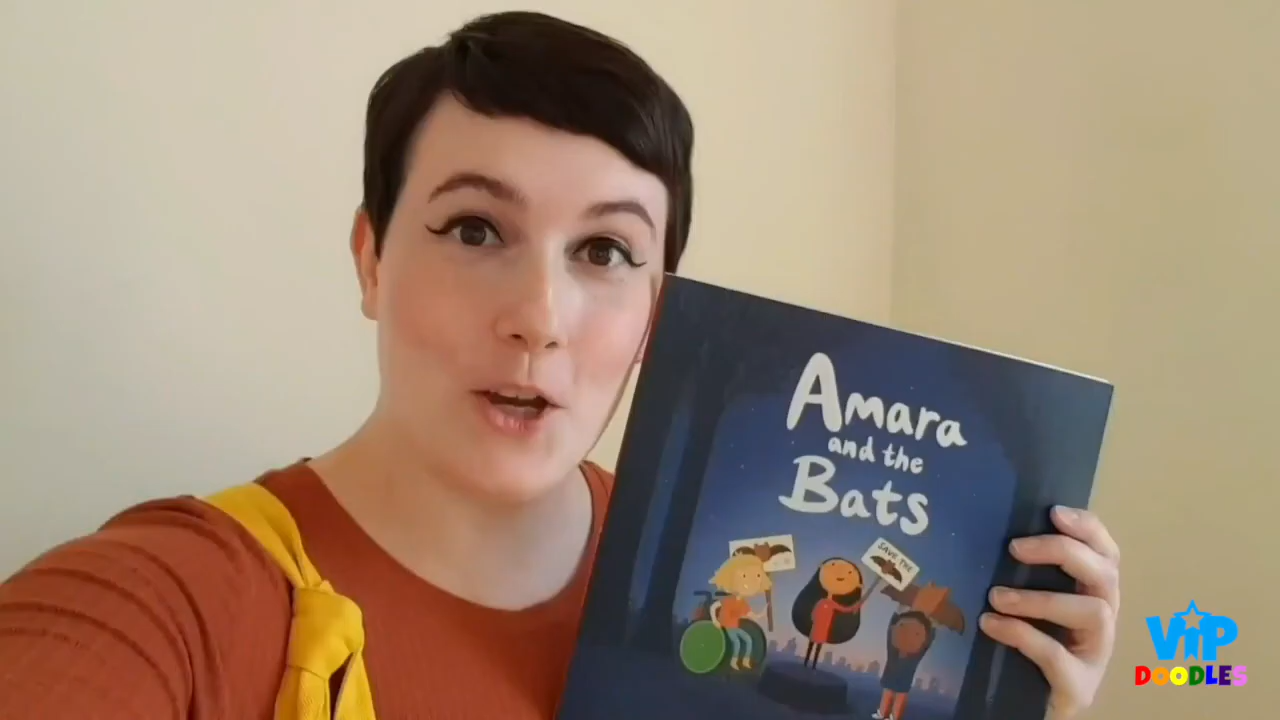 Amara
and the
Bats
SAVE THE
ViP
DOODLES